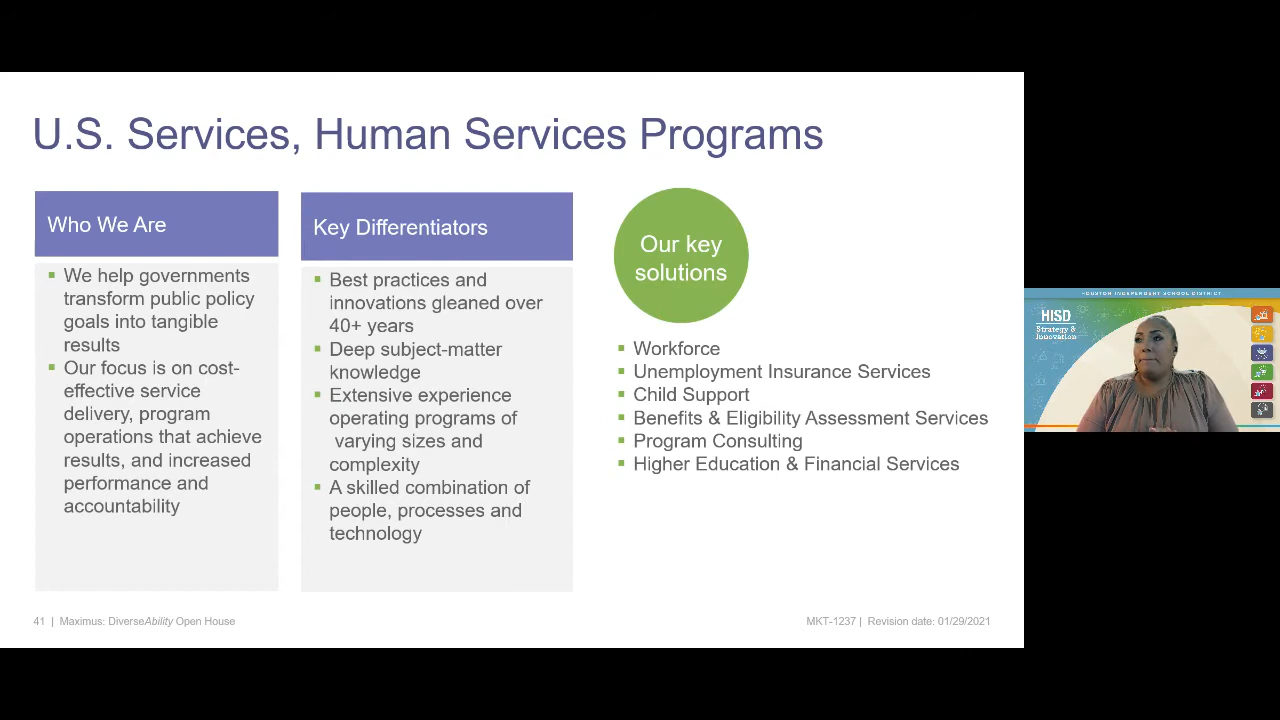 U.S. Services, Human Services Programs
Who We Are
We help governments
transform public policy
goals into tangible
results
Our focus is on cost-
effective service
delivery, program
operations that achieve
results, and increased
performance and
accountability
Key Differentiators
Best practices and
innovations gleaned over
40+ years
Deep subject-matter
knowledge
Extensive experience
operating programs of
varying sizes and
complexity
A skilled combination of
people, processes and
technology
Our key
solutions
Workforce
Unemployment Insurance Services
Child Support
Benefits & Eligibility Assessment Services
Program Consulting
Higher Education & Financial Services
41 | Maximus: DiverseAbility Open House
MKT-1237 | Revision date: 01/29/2021
HOUSTON INDEPENDENT SCHOOL DISTRICT
HISD
Strategy &
Innovation